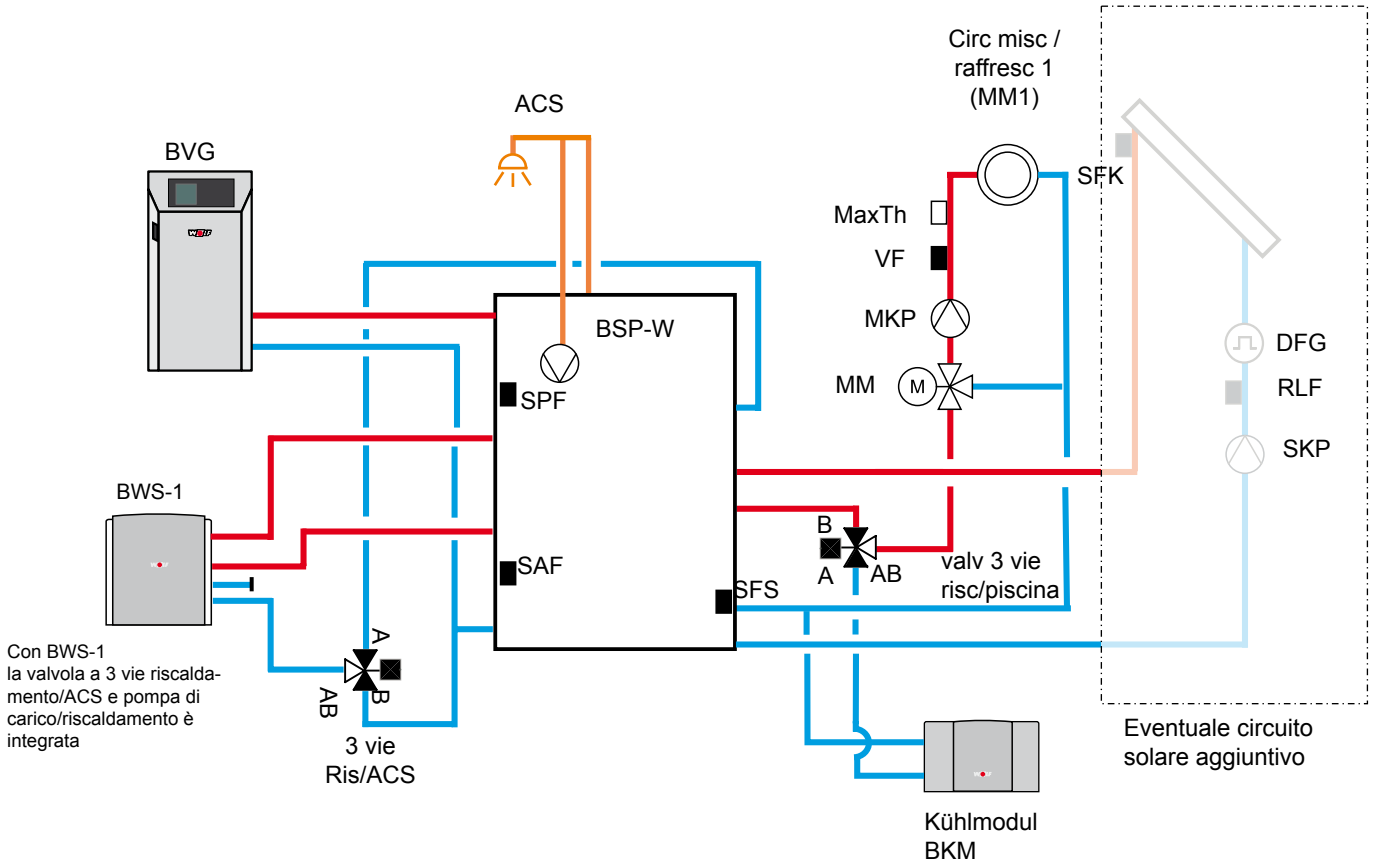 Circ misc /
raffresc 1
(MM1)
ACS
BVG
WOLF
SFK
MaxTh
VF
BSP-W
MKP
DFG
MM
M
RLF
SPF
SKP
BWS-1
B
A
AB
valv 3 vie
risc/piscina
SAF
SFS
Con BWS-1
la valvola a 3 vie riscalda-
mento/ACS e pompa di
carico/riscaldamento è
integrata
A
AB
B
3 vie
Ris/ACS
Eventuale circuito
solare aggiuntivo
Kühlmodul
BKM